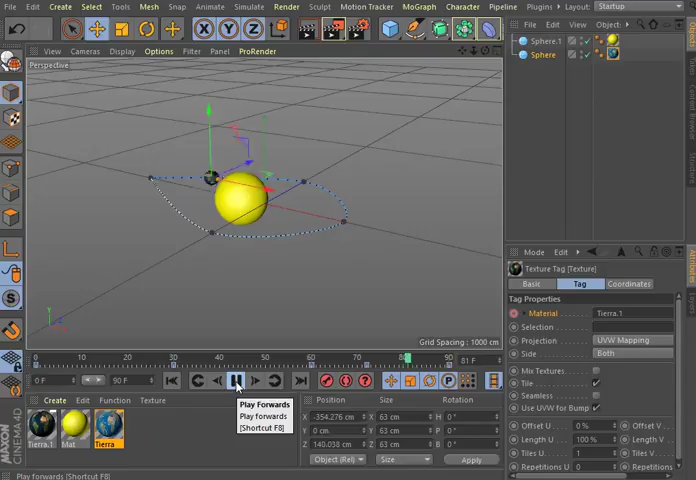 Edit Create Select Tools Mesh Snap Animate Simulate Render Sculpt Motion Tracker MoGraph Character Pipeline Plugins Layout: Startup
X Y Z
File Edit View Object
Objects
View Cameras Display Options Filter Panel ProRender
Sphere.1
Sphere
Perspective
Content Browser
Structure
Mode Edit
Texture Tag [Texture]
Basic Tag Coordinates
Attributes
Layers
Tag Properties
Material Tierra.1
Selection
Projection UVW Mapping
Side Both
Grid Spacing : 1000 cm
0 10 20 30 40 50 60 70 80 90
81 F
Mix Textures
Tile
Seamless
Use UVW for Bump
0 F 90 F P
Play Forwards
Play forwards
[Shortcut F8]
Create Edit Function Texture
Position Size Rotation
X -354.276 cm X 63 cm H 0 °
Y 0 cm Y 63 cm P 0 °
Z 140.038 cm Z 63 cm B 0 °
Object (Rel) Size Apply
Tierra.1 Mat Tierra
Offset U 0 % Offset V
Length U 100 % Length V
Tiles U 1 Tiles V
Repetitions U 0 Repetitions V
MAXON
CINEMA 4D
Play forwards [Shortcut F8]